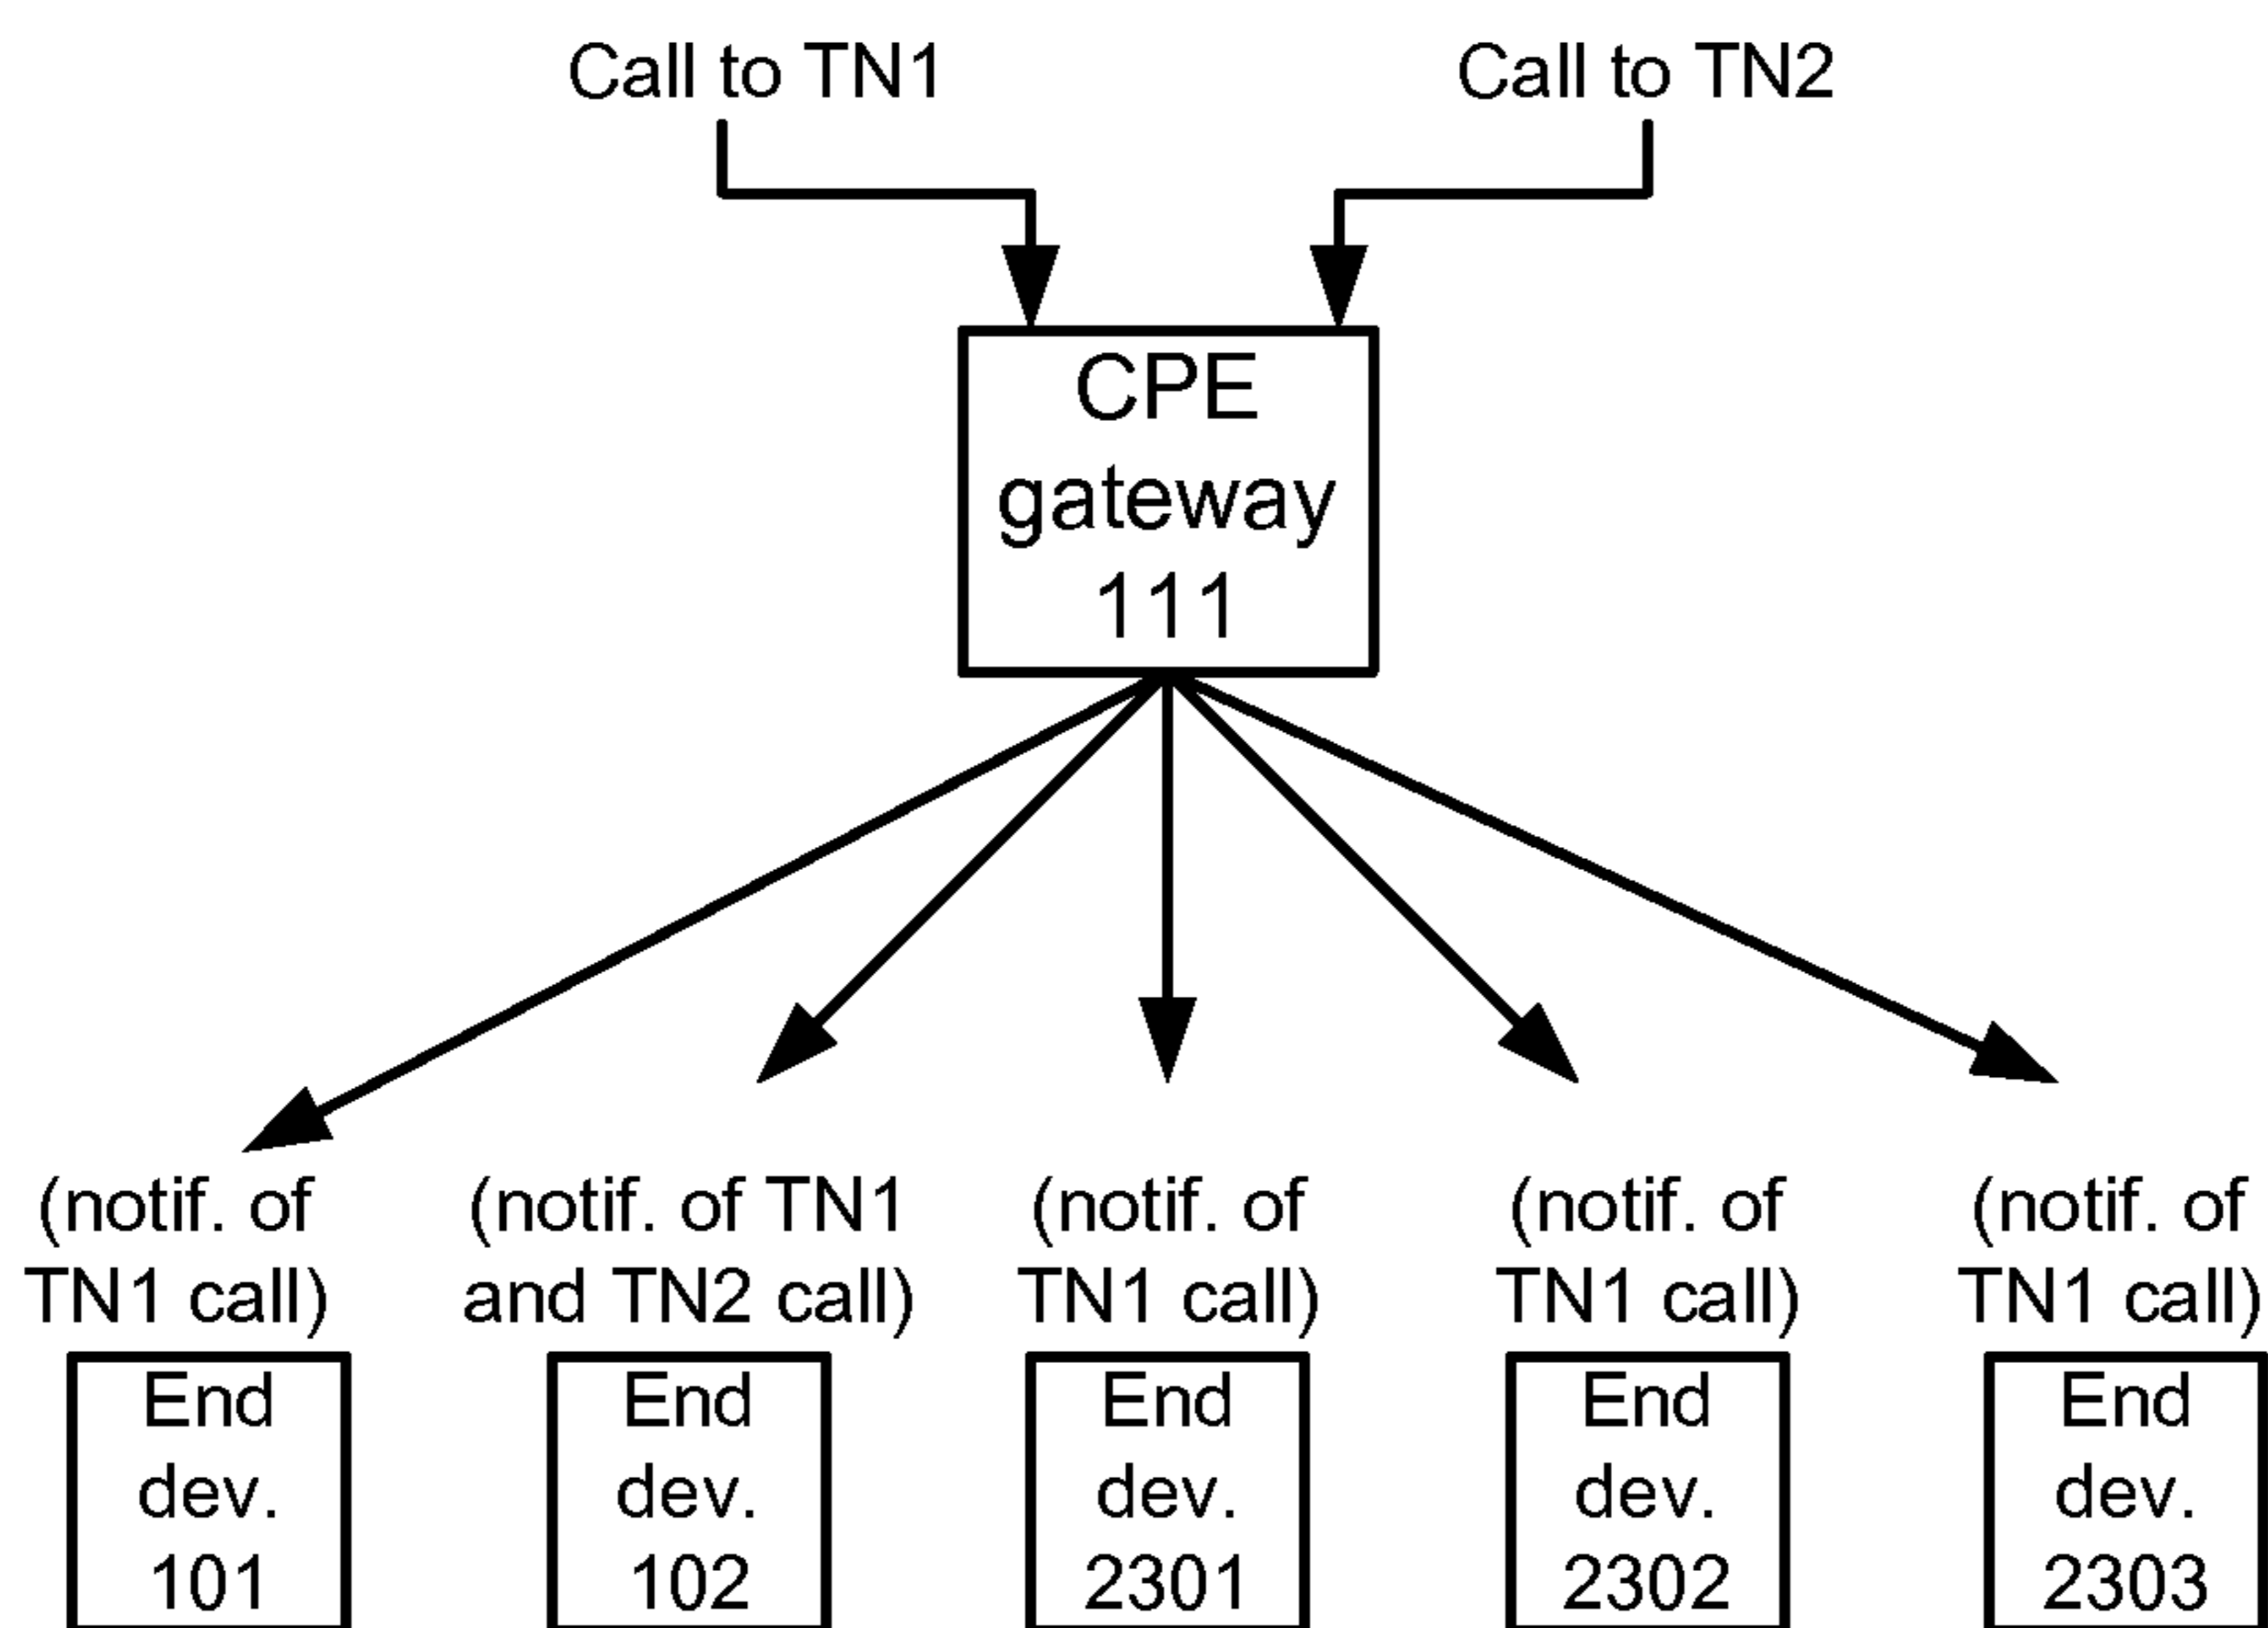 Call to TN1
Call to TN2
CPE
gateway
111
(notif. of
TN1 call)
(notif. of TN1
and TN2 call)
(notif. of
TN1 call)
(notif. of
TN1 call)
(notif. of
TN1 call)
End
dev.
101
End
dev.
102
End
dev.
2301
End
dev.
2302
End
dev.
2303